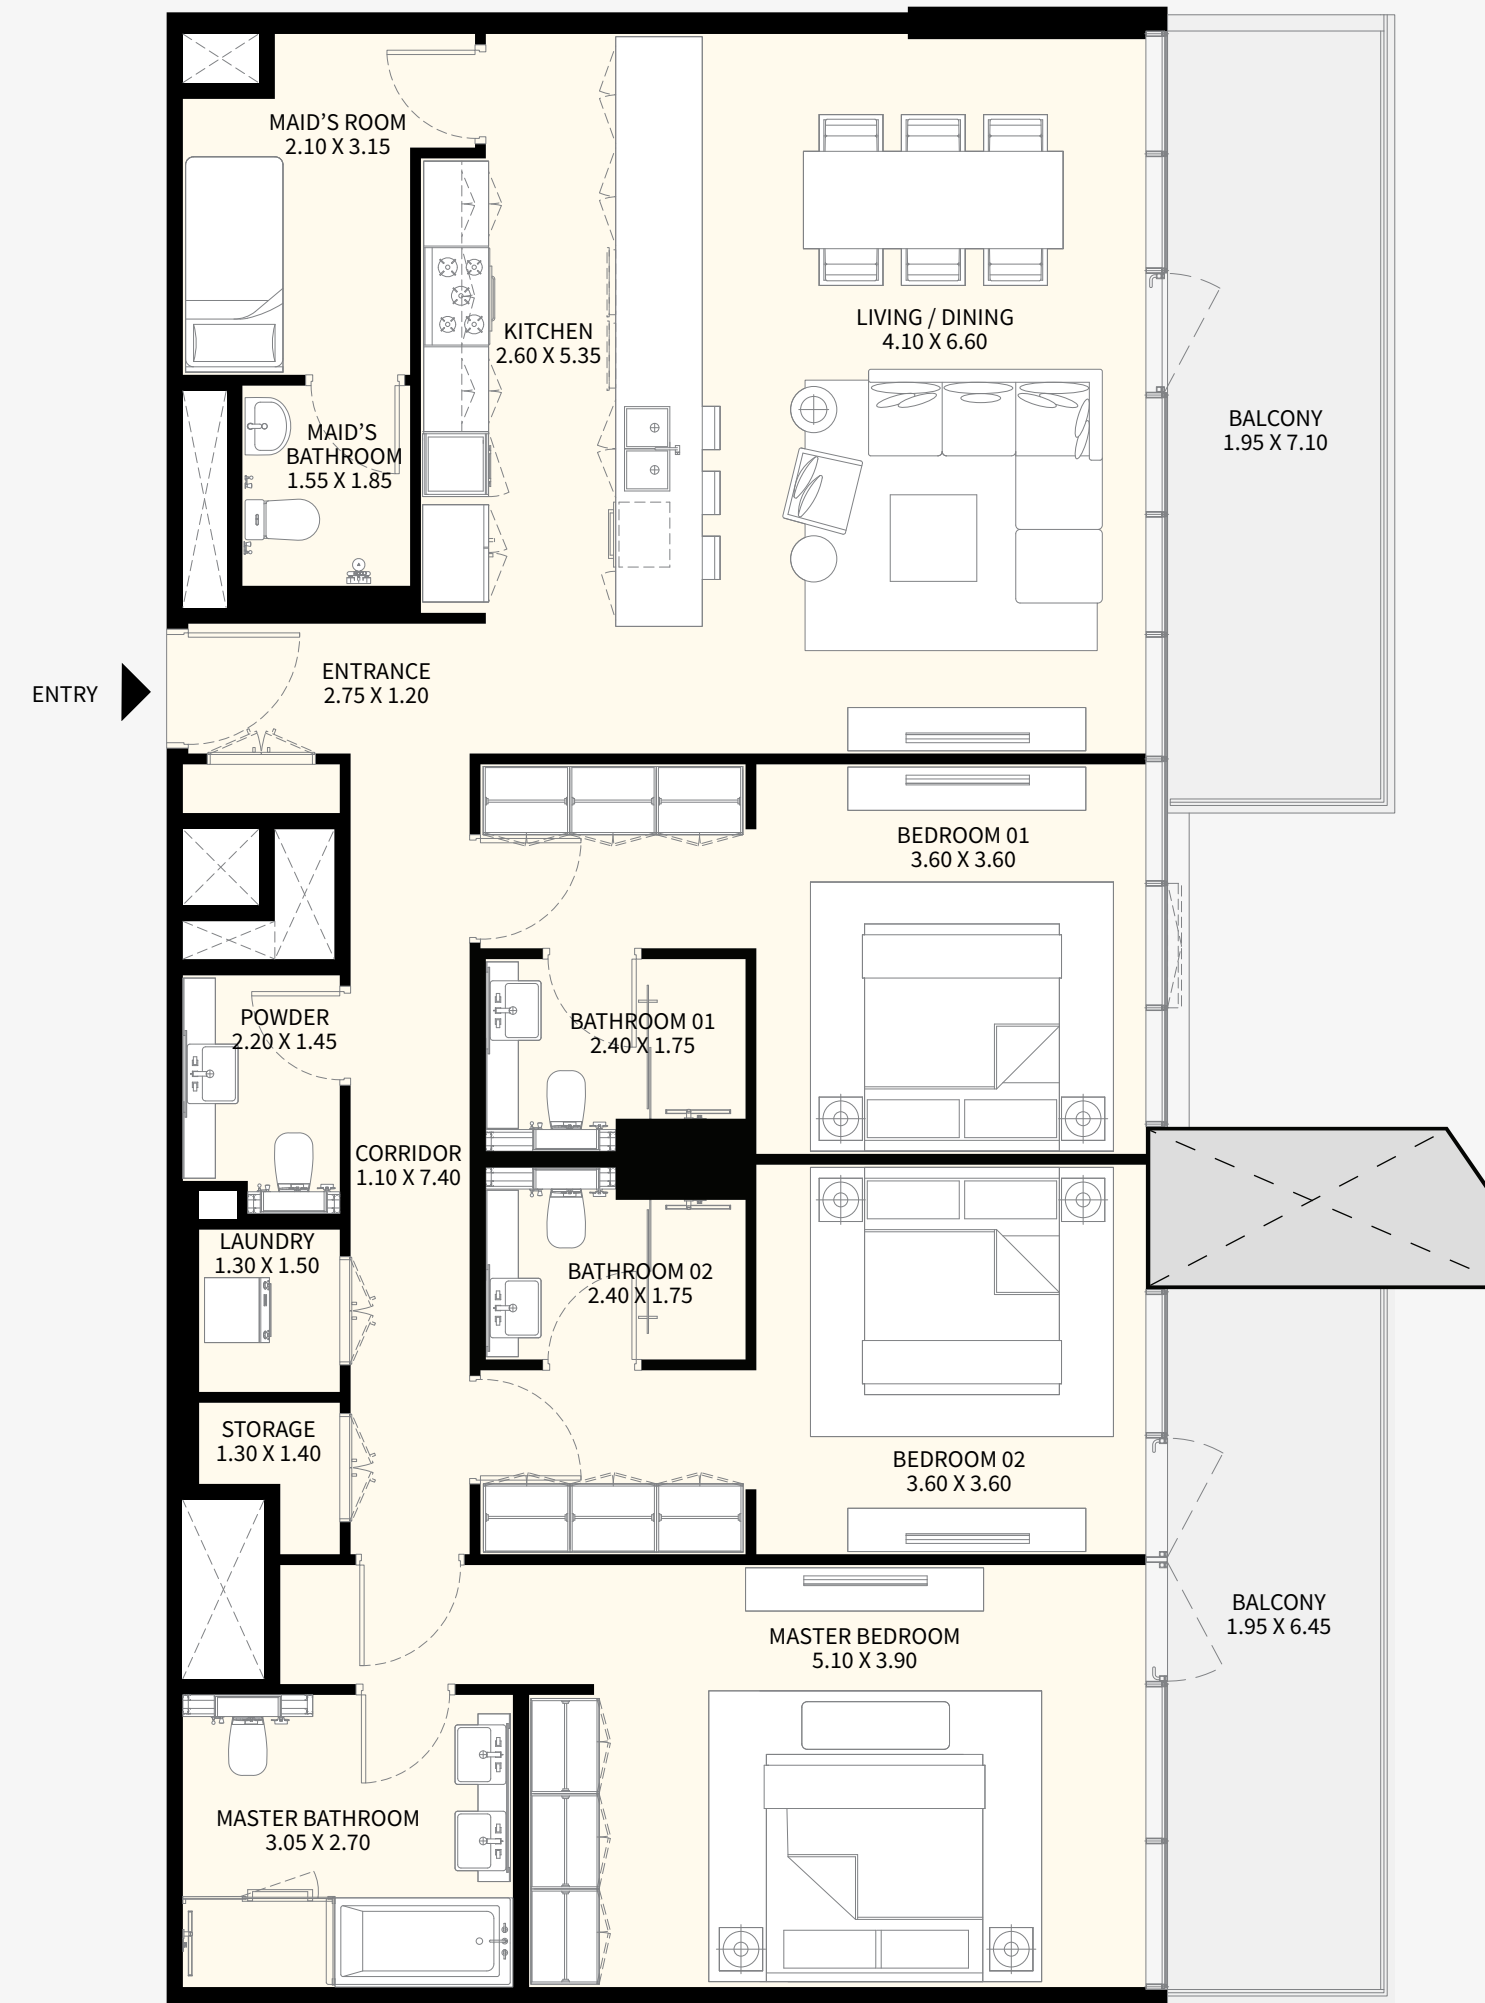 MAID’S ROOM
2.10 X 3.15
KITCHEN
2.60 X 5.35
LIVING / DINING
4.10 X 6.60
BALCONY
1.95 X 7.10
MAID’S
BATHROOM
1.55 X 1.85
ENTRY
ENTRANCE
2.75 X 1.20
BEDROOM 01
3.60 X 3.60
POWDER
2.20 X 1.45
BATHROOM 01
2.40 X 1.75
CORRIDOR
1.10 X 7.40
LAUNDRY
1.30 X 1.50
BATHROOM 02
2.40 X 1.75
STORAGE
1.30 X 1.40
BEDROOM 02
3.60 X 3.60
BALCONY
1.95 X 6.45
MASTER BEDROOM
5.10 X 3.90
MASTER BATHROOM
3.05 X 2.70